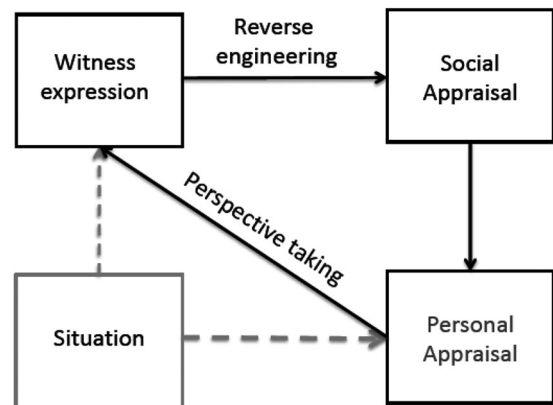 Reverse
engineering
Witness
expression
Social
Appraisal
Perspective taking
Situation
Personal
Appraisal